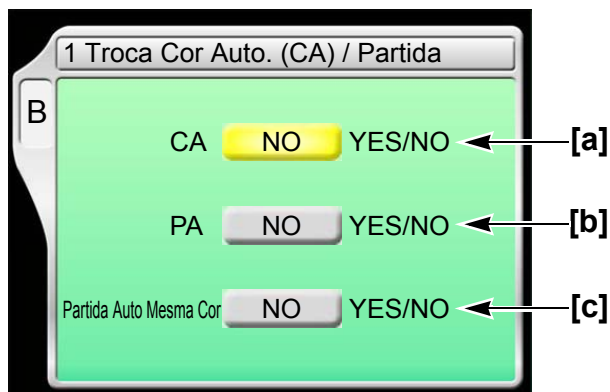 1 Troca Cor Auto. (CA) / Partida
B
CA NO YES/NO [a]
PA NO YES/NO [b]
Partida Auto Mesma Cor NO YES/NO [c]